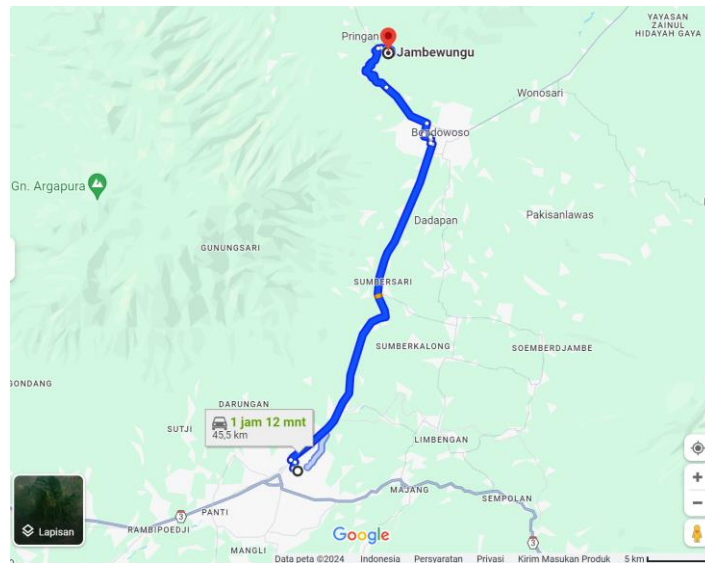 YAYASAN
ZAINUL
HIDAYAH GAYA
Pringan
Jambewungu
Wonosari
Bondowoso
Gn. Argapura
Dadapan
Pakisanlawas
GUNUNGSARI
SUMBERSARI
SUMBERKALONG
SOEMBERDJAMBE
GONDANG
DARUNGAN
1 jam 12 mnt
45,5 km
SUTJI
LIMBENGAN
MAJANG
SEMPOLAN
PANTI
3
RAMBIPOEDJI
3
MANGLI
Lapisan
Google
Data peta ©2024 Indonesia Persyaratan Privasi Kirim Masukan Produk 5 km